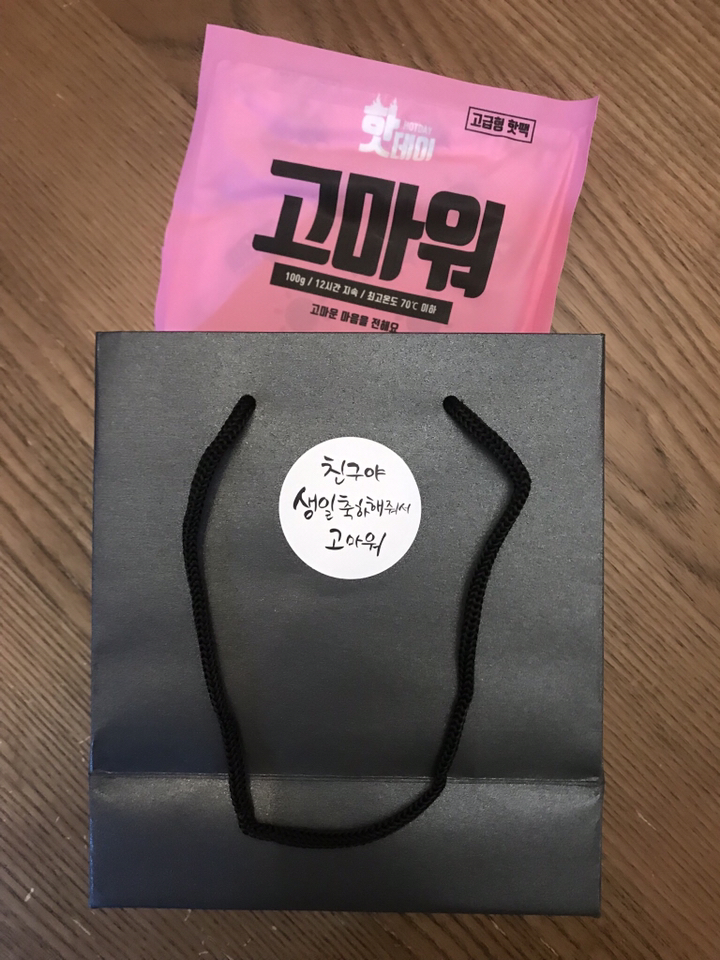 핫데이
HOTDAY
고급형 핫팩
고마워
100g / 12시간 지속 / 최고온도 70℃ 이하
고마운 마음을 전해요
친구야
생일축하해줘서
고마워